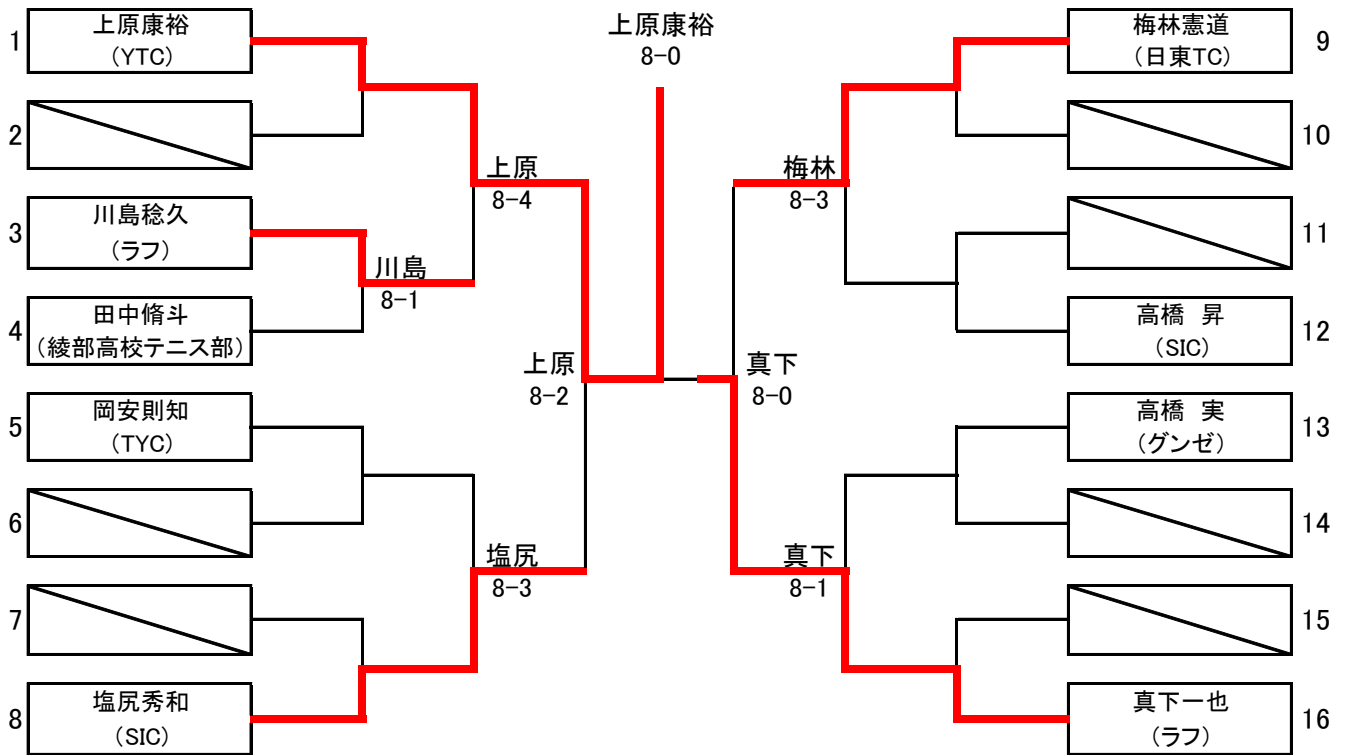 1
上原康裕
(YTC)
2
3
川島稔久
(ラフ)
4
田中脩斗
(綾部高校テニス部)
5
岡安則知
(TYC)
6
7
8
塩尻秀和
(SIC)
川島
8-1
上原
8-4
塩尻
8-3
上原
8-2
上原康裕
8-0
真下
8-0
梅林
8-3
真下
8-1
梅林憲道
(日東TC)
9
10
11
高橋 昇
(SIC)
12
高橋 実
(グンゼ)
13
14
15
真下一也
(ラフ)
16